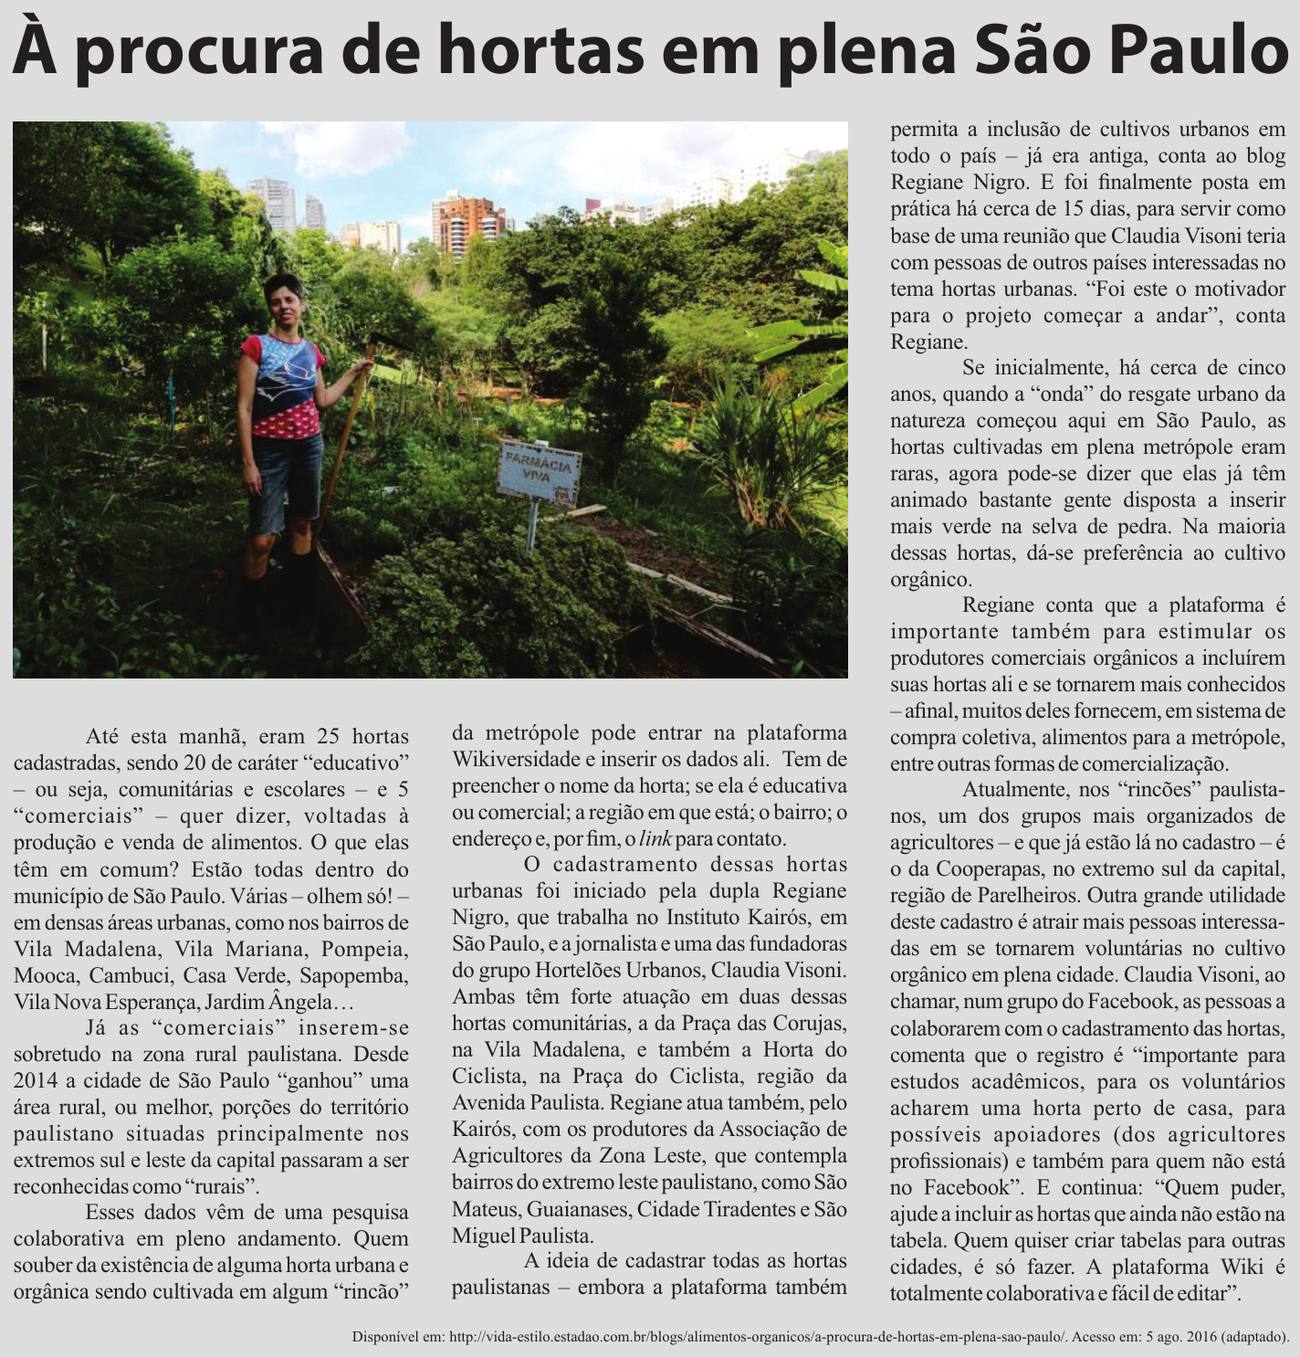 À procura de hortas em plena São Paulo
FARMÁCIA
VIVA
Até esta manhã, eram 25 hortas
cadastradas, sendo 20 de caráter “educativo”
– ou seja, comunitárias e escolares – e 5
“comerciais” – quer dizer, voltadas à
produção e venda de alimentos. O que elas
têm em comum? Estão todas dentro do
município de São Paulo. Várias – olhem só! –
em densas áreas urbanas, como nos bairros de
Vila Madalena, Vila Mariana, Pompeia,
Mooca, Cambuci, Casa Verde, Sapopemba,
Vila Nova Esperança, Jardim Ângela…
Já as “comerciais” inserem-se
sobretudo na zona rural paulistana. Desde
2014 a cidade de São Paulo “ganhou” uma
área rural, ou melhor, porções do território
paulistano situadas principalmente nos
extremos sul e leste da capital passaram a ser
reconhecidas como “rurais”.
Esses dados vêm de uma pesquisa
colaborativa em pleno andamento. Quem
souber da existência de alguma horta urbana e
orgânica sendo cultivada em algum “rincão”
da metrópole pode entrar na plataforma
Wikiversidade e inserir os dados ali. Tem de
preencher o nome da horta; se ela é educativa
ou comercial; a região em que está; o bairro; o
endereço e, por fim, o link para contato.
O cadastramento dessas hortas
urbanas foi iniciado pela dupla Regiane
Nigro, que trabalha no Instituto Kairós, em
São Paulo, e a jornalista e uma das fundadoras
do grupo Hortelões Urbanos, Claudia Visoni.
Ambas têm forte atuação em duas dessas
hortas comunitárias, a da Praça das Corujas,
na Vila Madalena, e também a Horta do
Ciclista, na Praça do Ciclista, região da
Avenida Paulista. Regiane atua também, pelo
Kairós, com os produtores da Associação de
Agricultores da Zona Leste, que contempla
bairros do extremo leste paulistano, como São
Mateus, Guaianases, Cidade Tiradentes e São
Miguel Paulista.
A ideia de cadastrar todas as hortas
paulistanas – embora a plataforma também
permita a inclusão de cultivos urbanos em
todo o país – já era antiga, conta ao blog
Regiane Nigro. E foi finalmente posta em
prática há cerca de 15 dias, para servir como
base de uma reunião que Claudia Visoni teria
com pessoas de outros países interessadas no
tema hortas urbanas. “Foi este o motivador
para o projeto começar a andar”, conta
Regiane.
Se inicialmente, há cerca de cinco
anos, quando a “onda” do resgate urbano da
natureza começou aqui em São Paulo, as
hortas cultivadas em plena metrópole eram
raras, agora pode-se dizer que elas já têm
animado bastante gente disposta a inserir
mais verde na selva de pedra. Na maioria
dessas hortas, dá-se preferência ao cultivo
orgânico.
Regiane conta que a plataforma é
importante também para estimular os
produtores comerciais orgânicos a incluírem
suas hortas ali e se tornarem mais conhecidos
– afinal, muitos deles fornecem, em sistema de
compra coletiva, alimentos para a metrópole,
entre outras formas de comercialização.
Atualmente, nos “rincões” paulista-
nos, um dos grupos mais organizados de
agricultores – e que já estão lá no cadastro – é
o da Cooperapas, no extremo sul da capital,
região de Parelheiros. Outra grande utilidade
deste cadastro é atrair mais pessoas interessa-
das em se tornarem voluntárias no cultivo
orgânico em plena cidade. Claudia Visoni, ao
chamar, num grupo do Facebook, as pessoas a
colaborarem com o cadastramento das hortas,
comenta que o registro é “importante para
estudos acadêmicos, para os voluntários
acharem uma horta perto de casa, para
possíveis apoiadores (dos agricultores
profissionais) e também para quem não está
no Facebook”. E continua: “Quem puder,
ajude a incluir as hortas que ainda não estão na
tabela. Quem quiser criar tabelas para outras
cidades, é só fazer. A plataforma Wiki é
totalmente colaborativa e fácil de editar”.
Disponível em: http://vida-estilo.estadao.com.br/blogs/alimentos-organicos/a-procura-de-hortas-em-plena-sao-paulo/. Acesso em: 5 ago. 2016 (adaptado).